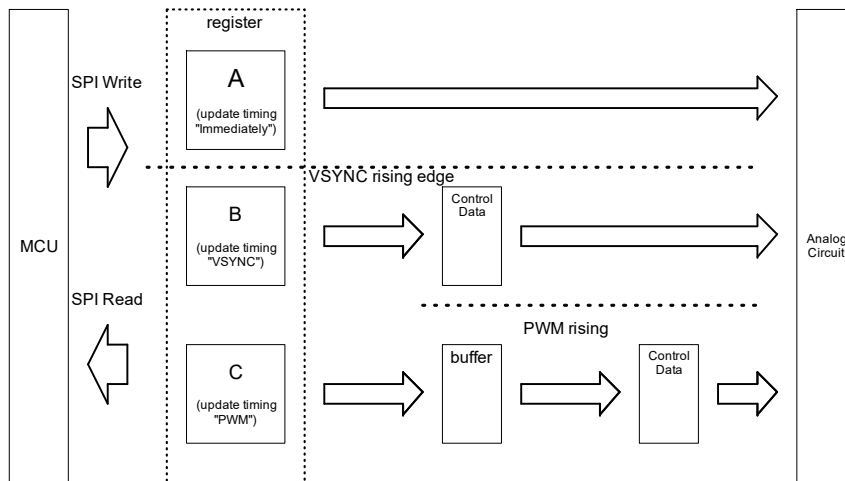 register
A
(update timing
"Immediately")
SPI Write
VSYNC rising edge
B
(update timing
"VSYNC")
Control
Data
MCU
Analog
Circuit
SPI Read
PWM rising
C
(update timing
"PWM")
buffer
Control
Data